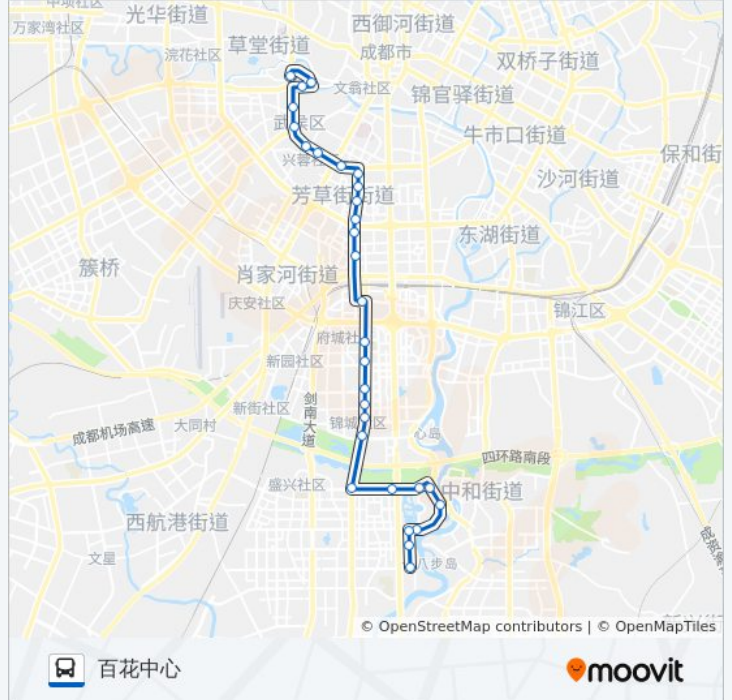 光华街道
西御河街道
万家湾社区
草堂街道
成都市
浣花社区
双桥子街道
文翁社区
锦官驿街道
武侯区
牛市口街道
保和街
兴蓉社区
沙河街道
芳草街街道
东湖街道
簇桥
肖家河街道
庆安社区
锦江区
府城社
新园社区
剑南大道
新街社区
大同村
成都机场高速
锦城社区
心岛
四环路南段
盛兴社区
中和街道
西航港街道
文星
八步岛
© OpenStreetMap contributors | © OpenMapTiles
百花中心
moovit